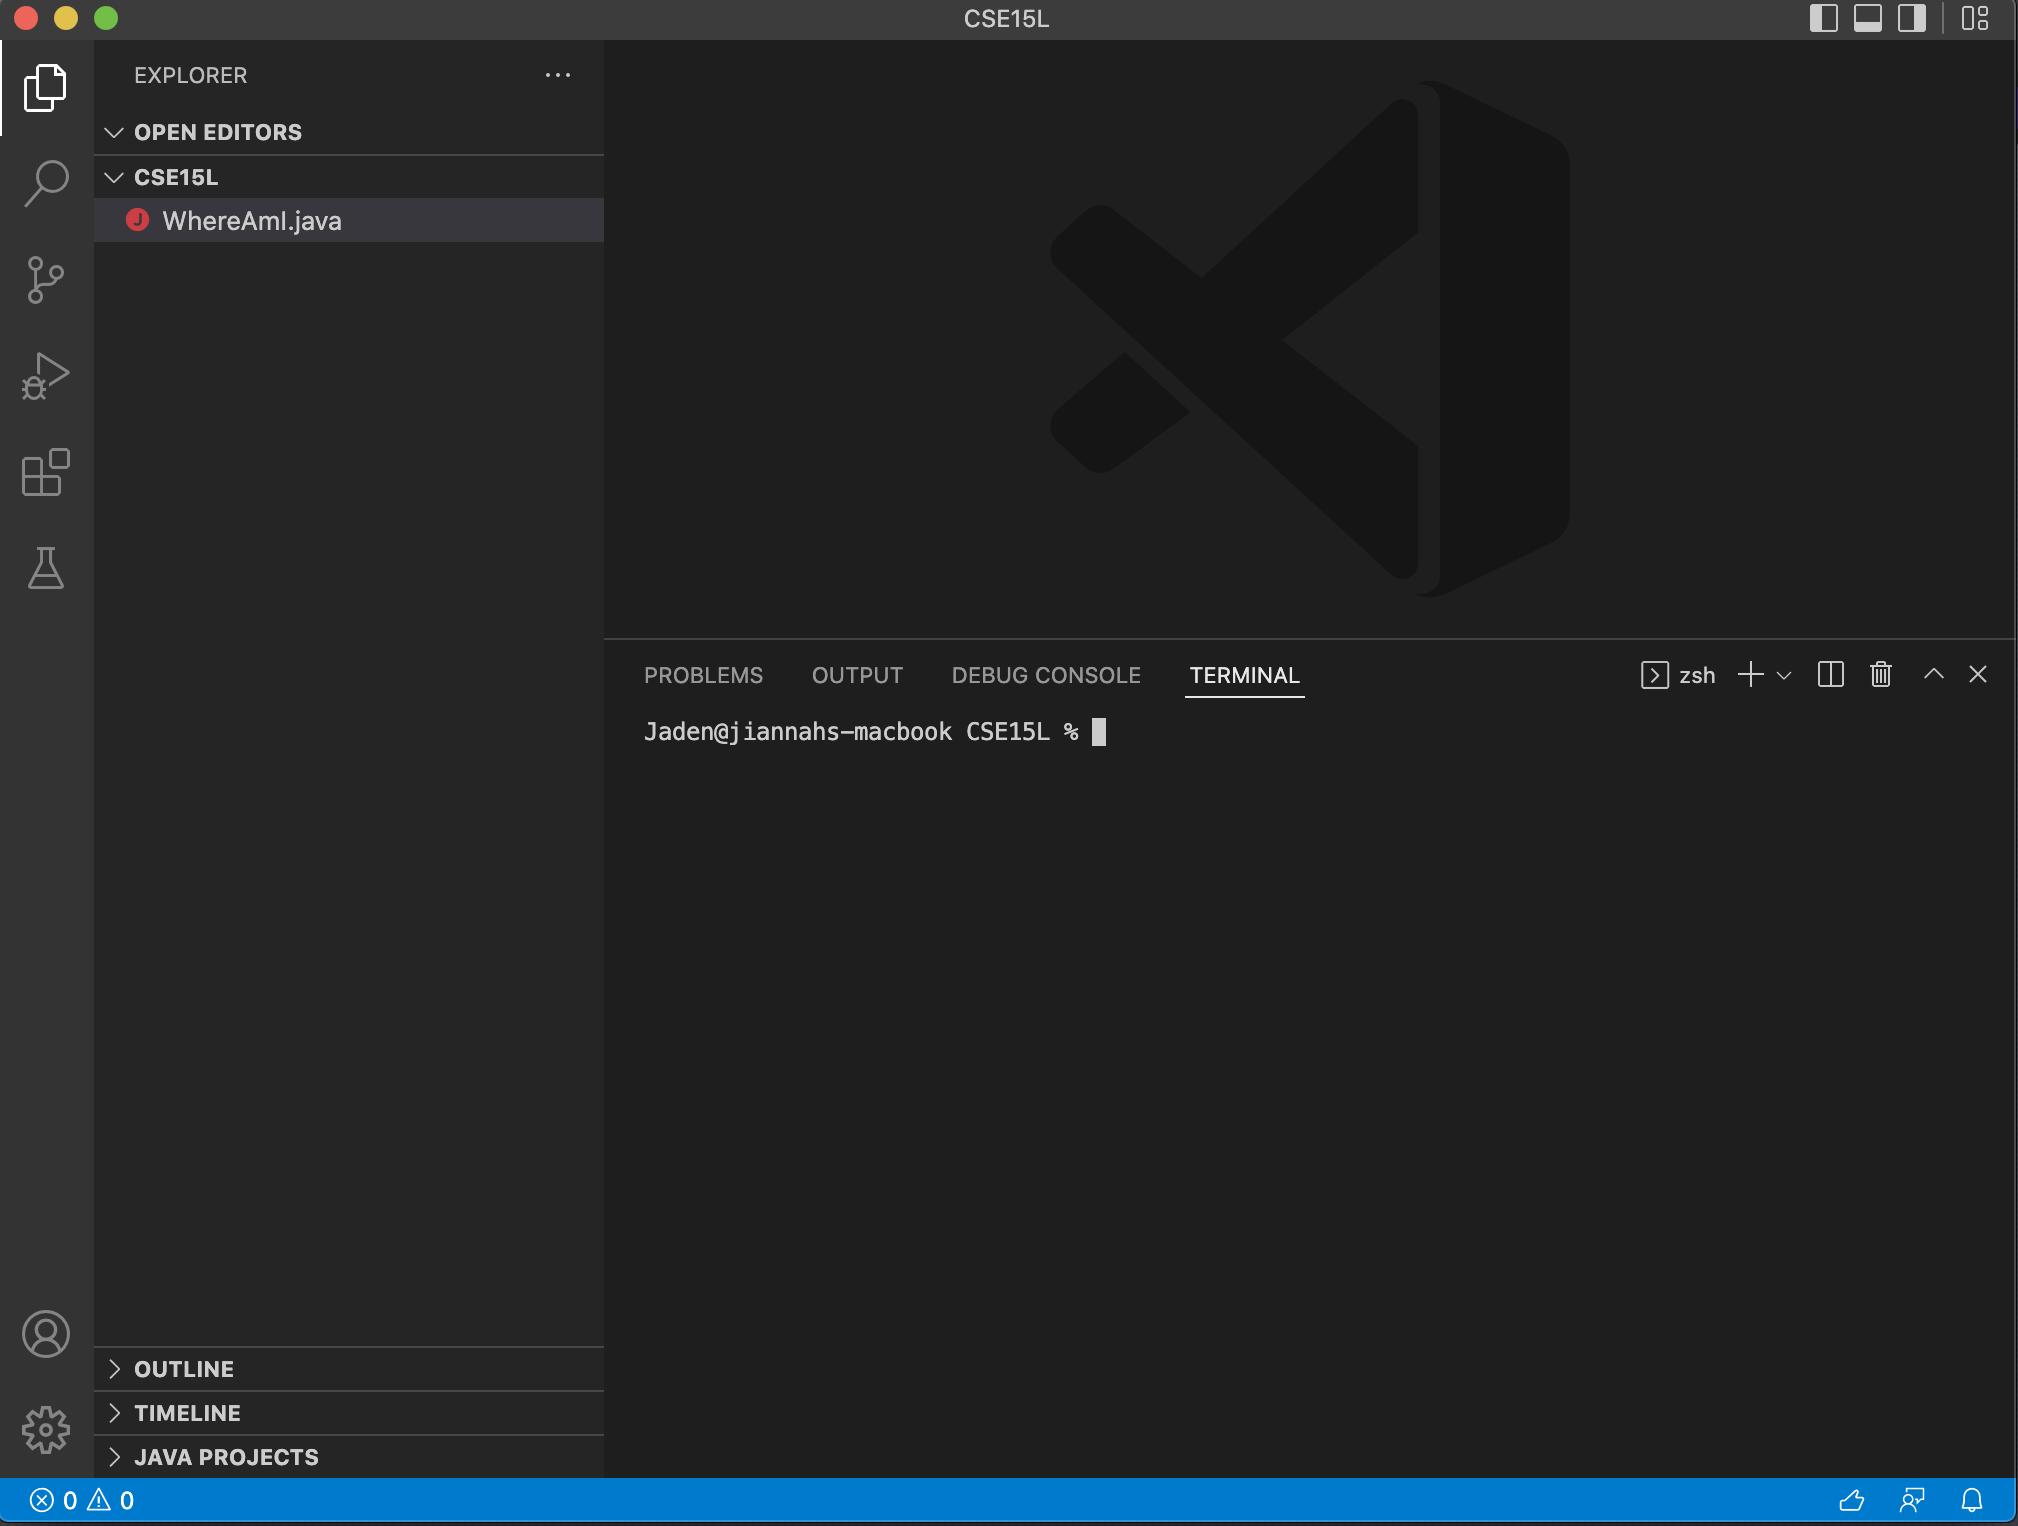 CSE15L
EXPLORER
OPEN EDITORS
CSE15L
J WhereAmI.java
PROBLEMS OUTPUT DEBUG CONSOLE TERMINAL zsh
Jaden@jiannahs-macbook CSE15L %
OUTLINE
TIMELINE
JAVA PROJECTS
0 0